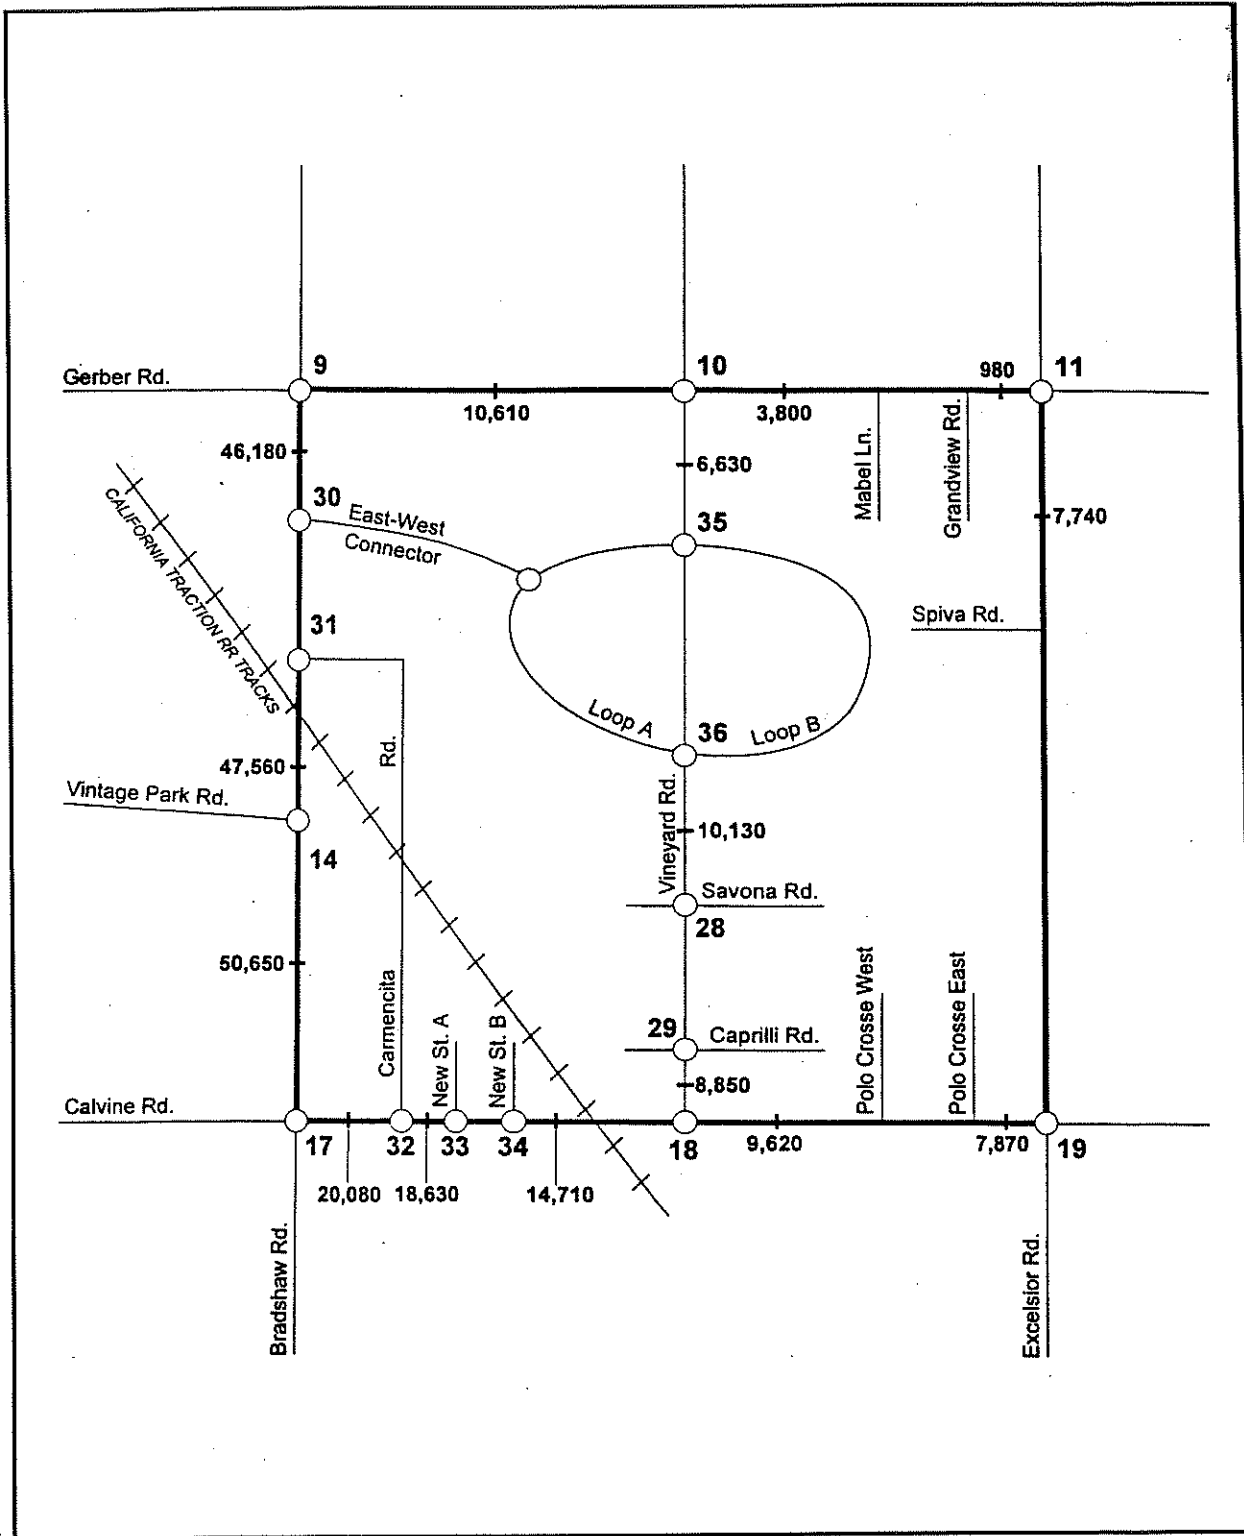 9
10
980
11
Gerber Rd.
10,610
3,800
46,180
6,630
Mabel Ln.
Grandview Rd.
30
East-West
Connector
35
7,740
CALIFORNIA TRACTION RR TRACKS
31
Spiva Rd.
Loop A
36
Loop B
Rd.
47,560
Vintage Park Rd.
Vineyard Rd.
10,130
14
Savona Rd.
28
50,650
Carmencita
New St. A
New St. B
29
Caprilli Rd.
Polo Crosse West
Polo Crosse East
8,850
Calvine Rd.
17
32
33
34
18
9,620
7,870
19
20,080
18,630
14,710
Bradshaw Rd.
Excelsior Rd.